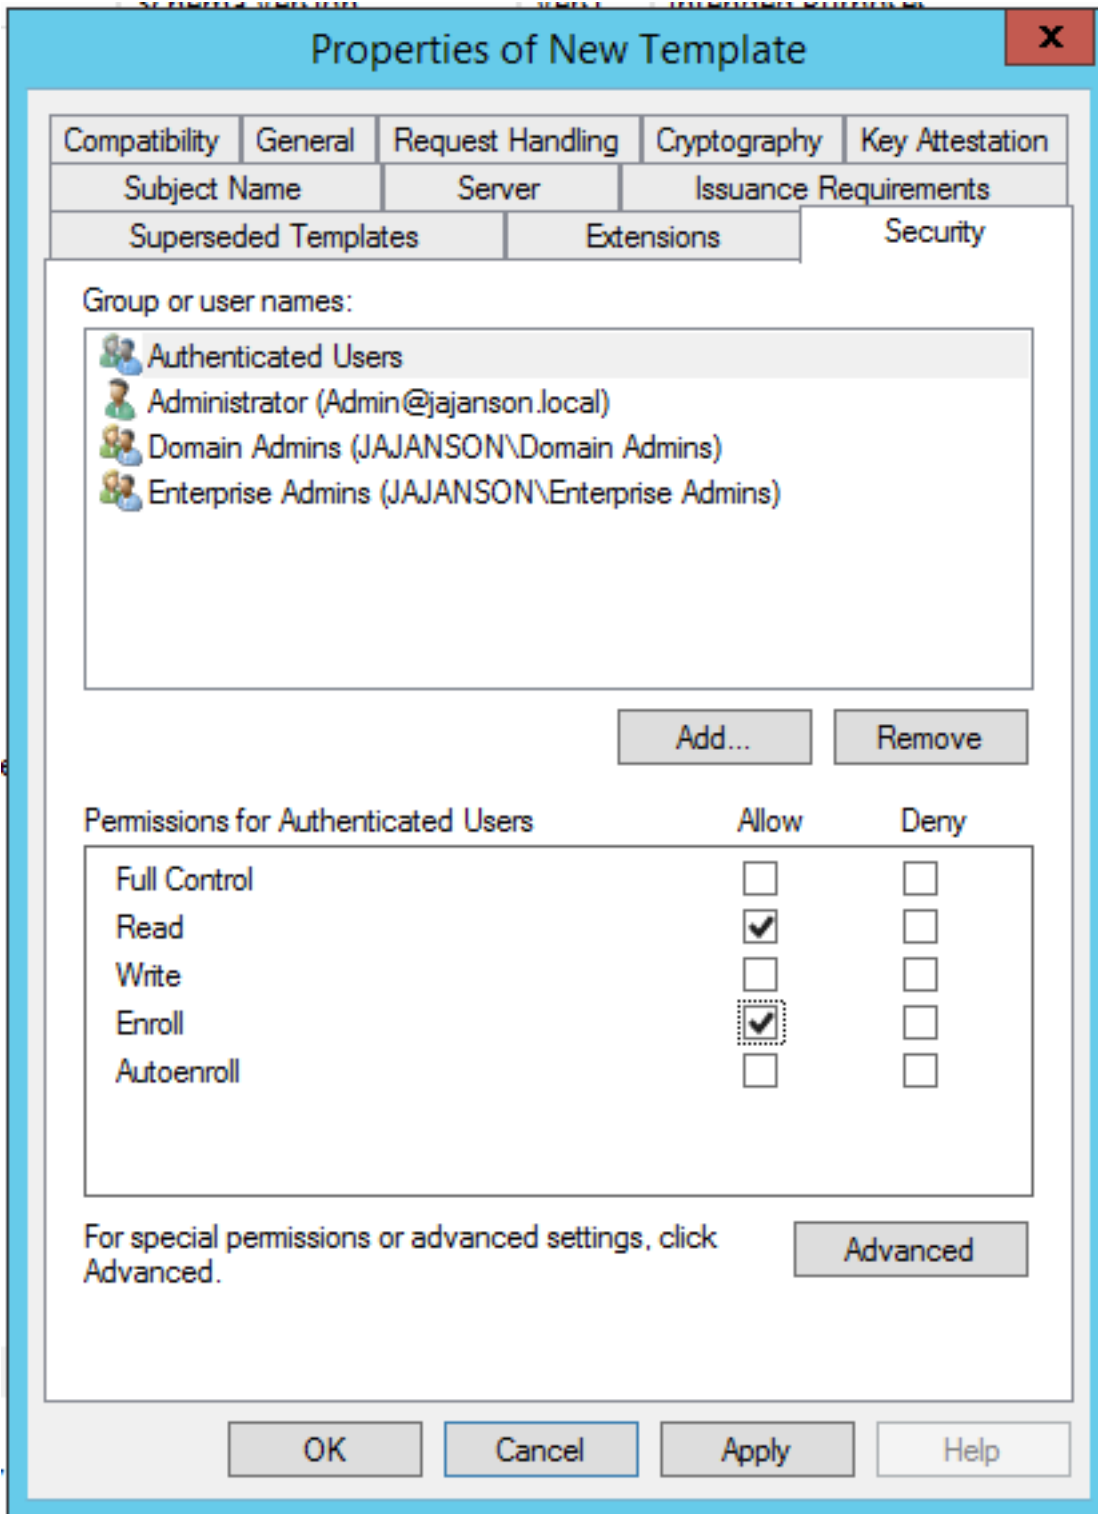 Properties of New Template
x
Compatibility General Request Handling Cryptography Key Attestation
Subject Name Server Issuance Requirements
Superseded Templates Extensions Security
Group or user names:
Authenticated Users
Administrator (Admin@jajanson.local)
Domain Admins (JAJANSON\Domain Admins)
Enterprise Admins (JAJANSON\Enterprise Admins)
Add... Remove
Permissions for Authenticated Users Allow Deny
Full Control
Read
Write
Enroll
Autoenroll
For special permissions or advanced settings, click
Advanced.
Advanced
OK Cancel Apply Help